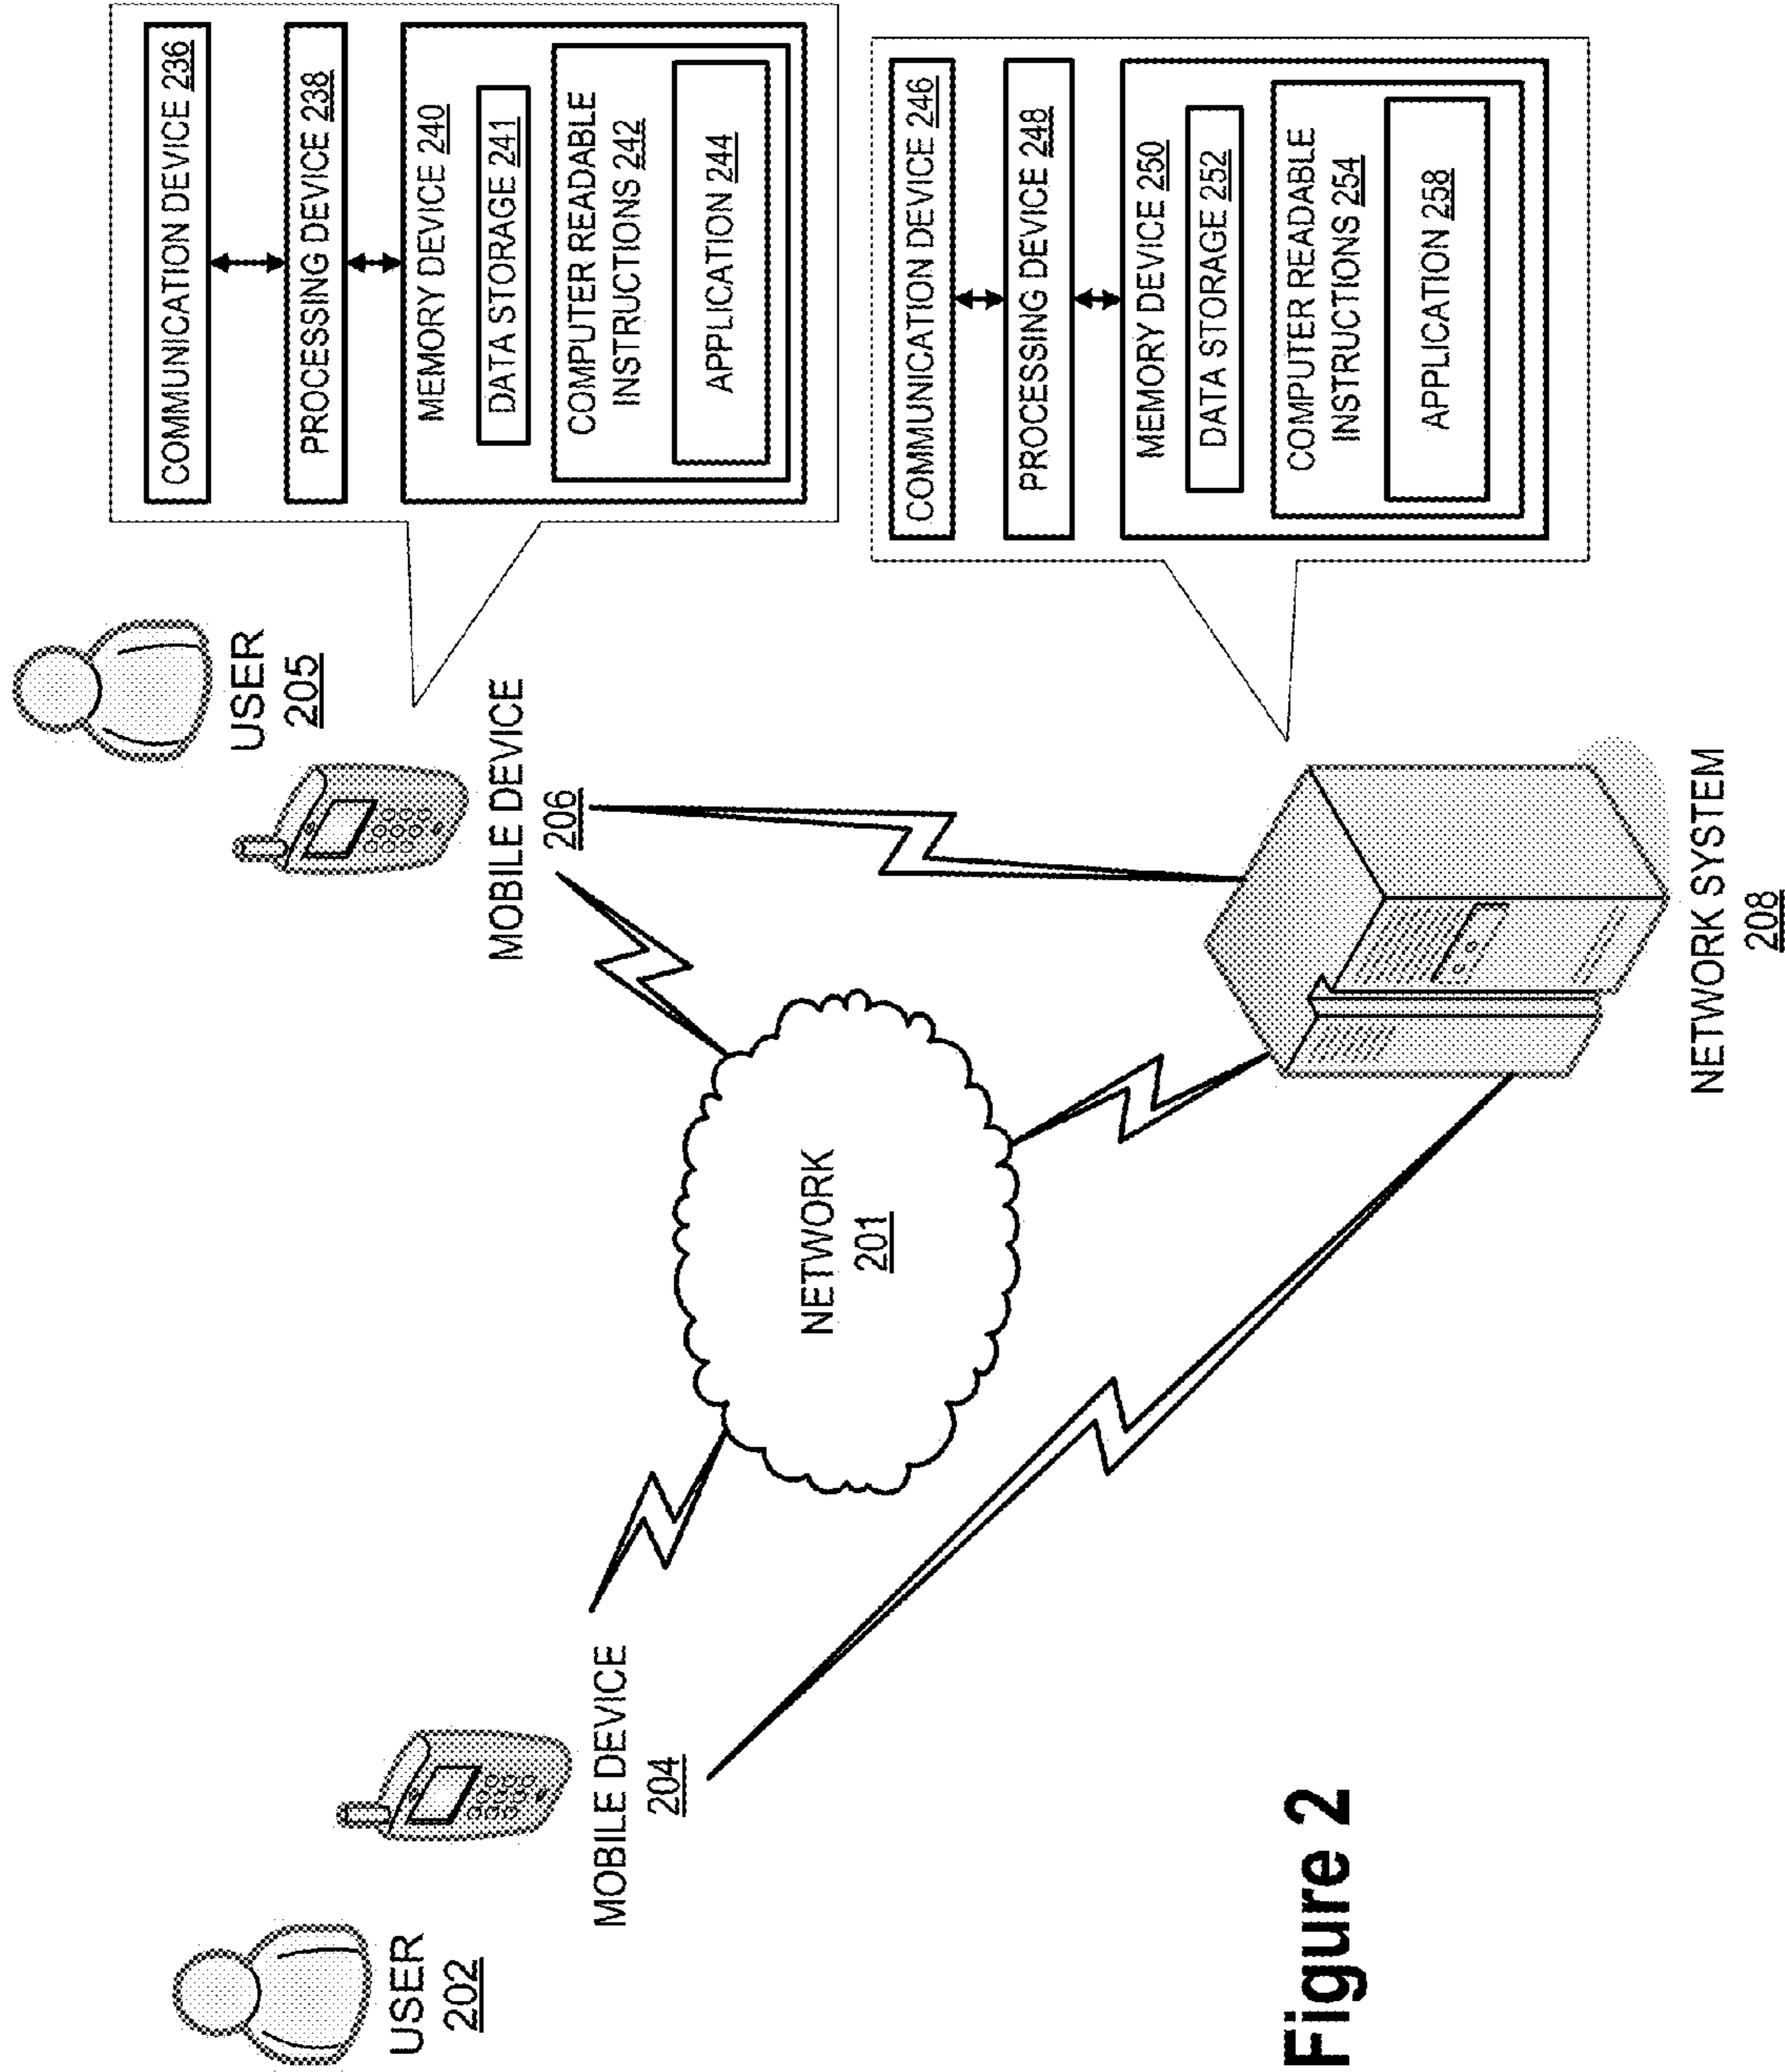 USER
202
MOBILE DEVICE
204
USER
205
MOBILE DEVICE
206
NETWORK
201
NETWORK SYSTEM
208
COMMUNICATION DEVICE 236
PROCESSING DEVICE 238
MEMORY DEVICE 240
DATA STORAGE 241
COMPUTER READABLE
INSTRUCTIONS 242
APPLICATION 244
COMMUNICATION DEVICE 246
PROCESSING DEVICE 248
MEMORY DEVICE 250
DATA STORAGE 252
COMPUTER READABLE
INSTRUCTIONS 254
APPLICATION 258
Figure 2